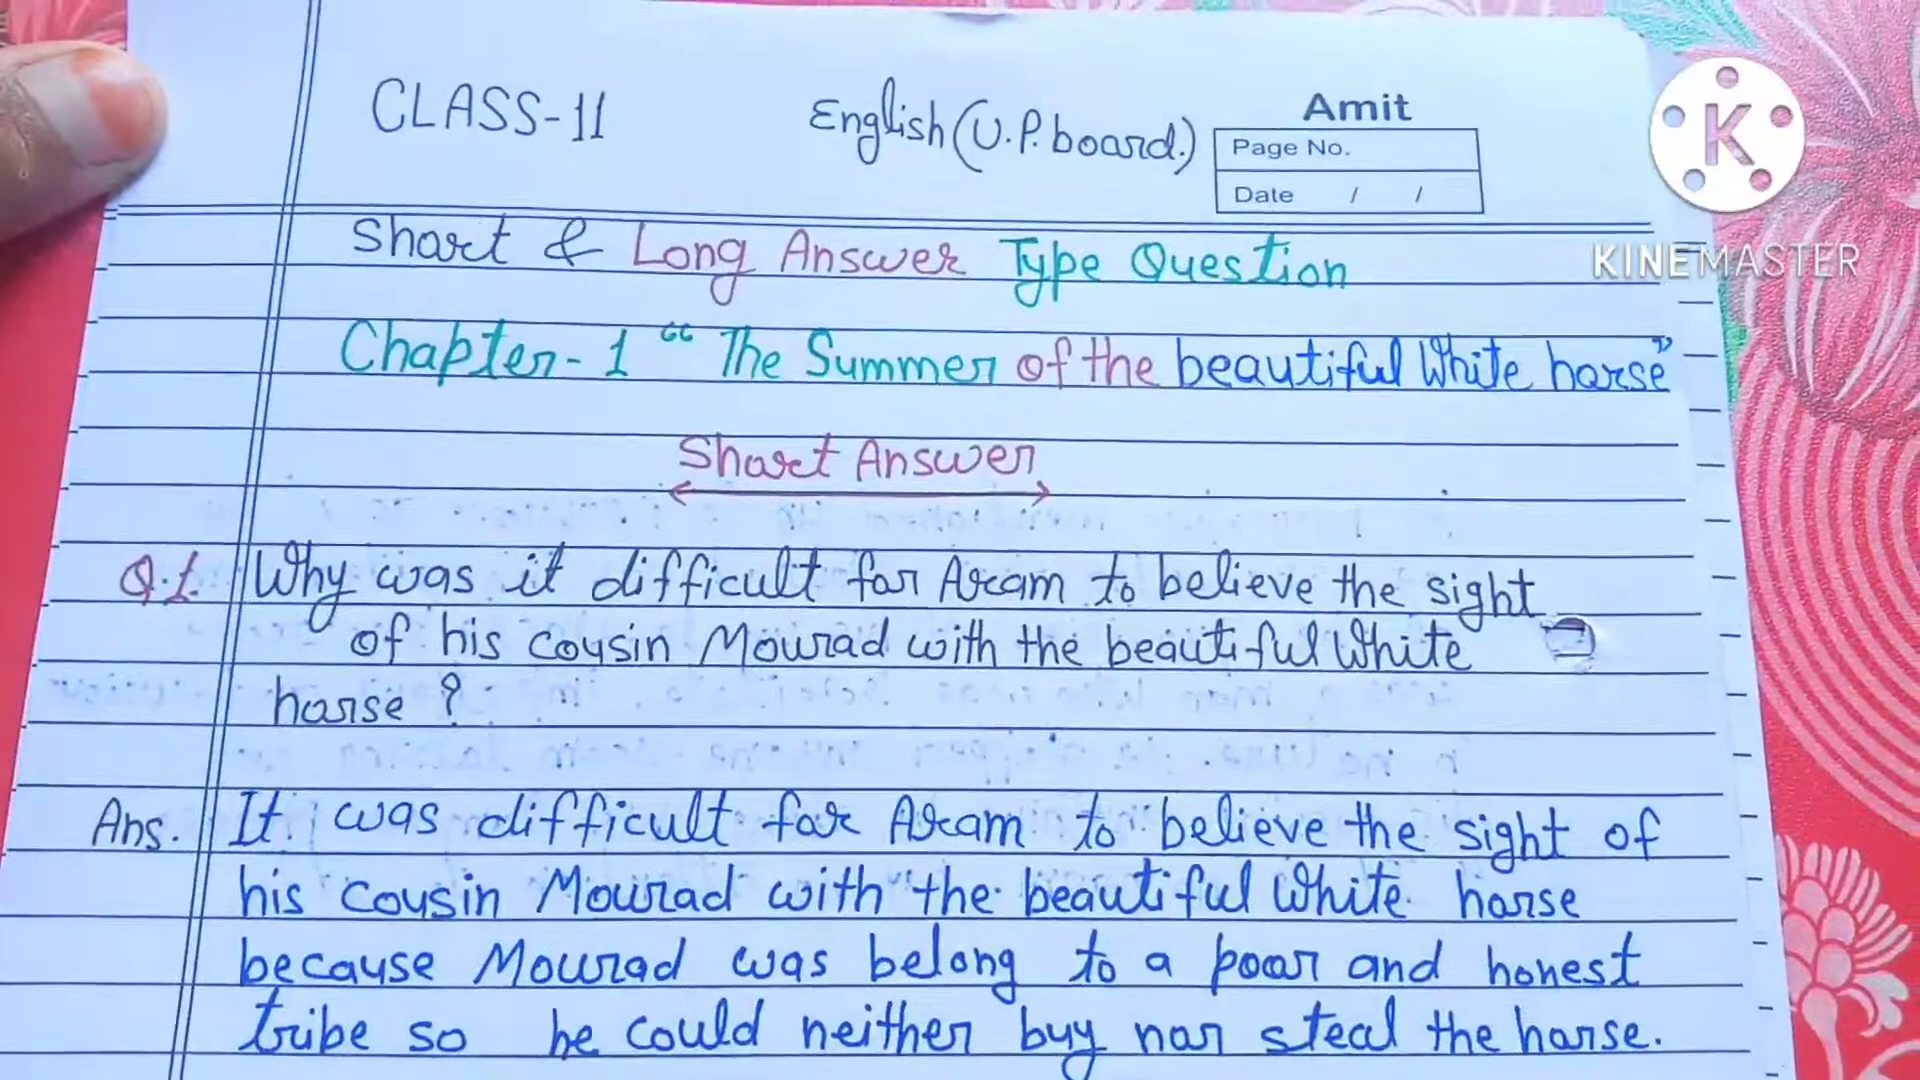 CLASS-11
English (U.P. board.)
Amit
Page No.
Date / /
K
KINEMASTER
Short & Long Answer Type Question
Chapter-1 "The Summer of the beautiful White horse"
Short Answer
Q.1. Why was it difficult for Aram to believe the sight
of his cousin Mourad with the beautiful White
horse ?
Ans. It was difficult for Aram to believe the sight of
his cousin Mourad with the beautiful White horse
because Mourad was belong to a poor and honest
tribe so he could neither buy nor steal the horse.